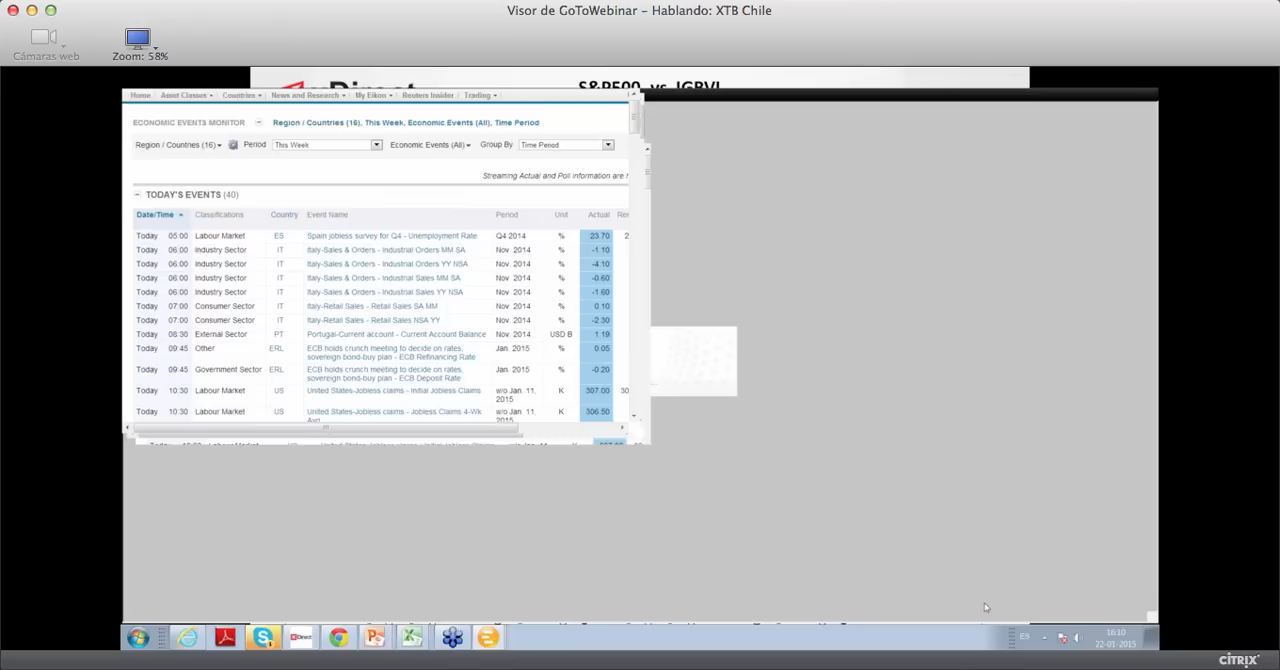 Visor de GoToWebinar – Hablando: XTB Chile
Cámaras web
Zoom: 58%
S&P500 vs IGBVL
Home Asset Classes Countries News and Research My Eikon Reuters Insider Trading
ECONOMIC EVENTS MONITOR Region / Countries (16), This Week, Economic Events (All), Time Period
Region / Countries (16) Period This Week Economic Events (All) Group By Time Period
Streaming Actual and Poll information are
TODAY'S EVENTS (40)
Date/Time Classifications Country Event Name Period Unit Actual
Today 05:00 Labour Market ES Spain jobless survey for Q4 - Unemployment Rate Q4 2014 % 23.70 2
Today 06:00 Industry Sector IT Italy-Sales & Orders - Industrial Orders MM SA Nov. 2014 % -1.10
Today 06:00 Industry Sector IT Italy-Sales & Orders - Industrial Orders YY NSA Nov. 2014 % -4.10
Today 06:00 Industry Sector IT Italy-Sales & Orders - Industrial Sales MM SA Nov. 2014 % -0.60
Today 06:00 Industry Sector IT Italy-Sales & Orders - Industrial Sales YY NSA Nov. 2014 % -1.60
Today 07:00 Consumer Sector IT Italy-Retail Sales - Retail Sales SA MM Nov. 2014 % 0.10
Today 07:00 Consumer Sector IT Italy-Retail Sales - Retail Sales NSA YY Nov. 2014 % -2.30
Today 08:30 External Sector PT Portugal-Current account - Current Account Balance Nov. 2014 USD B 1.19
Today 09:45 Other ERL ECB holds crunch meeting to decide on rates, Jan. 2015 % 0.05
sovereign bond-buy plan - ECB Refinancing Rate
Today 09:45 Government Sector ERL ECB holds crunch meeting to decide on rates, Jan. 2015 % -0.20
sovereign bond-buy plan - ECB Deposit Rate
Today 10:30 Labour Market US United States-Jobless claims - Initial Jobless Claims w/o Jan. 11, K 307.00 30
2015
Today 10:30 Labour Market US United States-Jobless claims - Jobless Claims 4-Wk w/o Jan. 11, K 306.50
Avg 2015
ES 16:10
22-01-2015
CITRIX